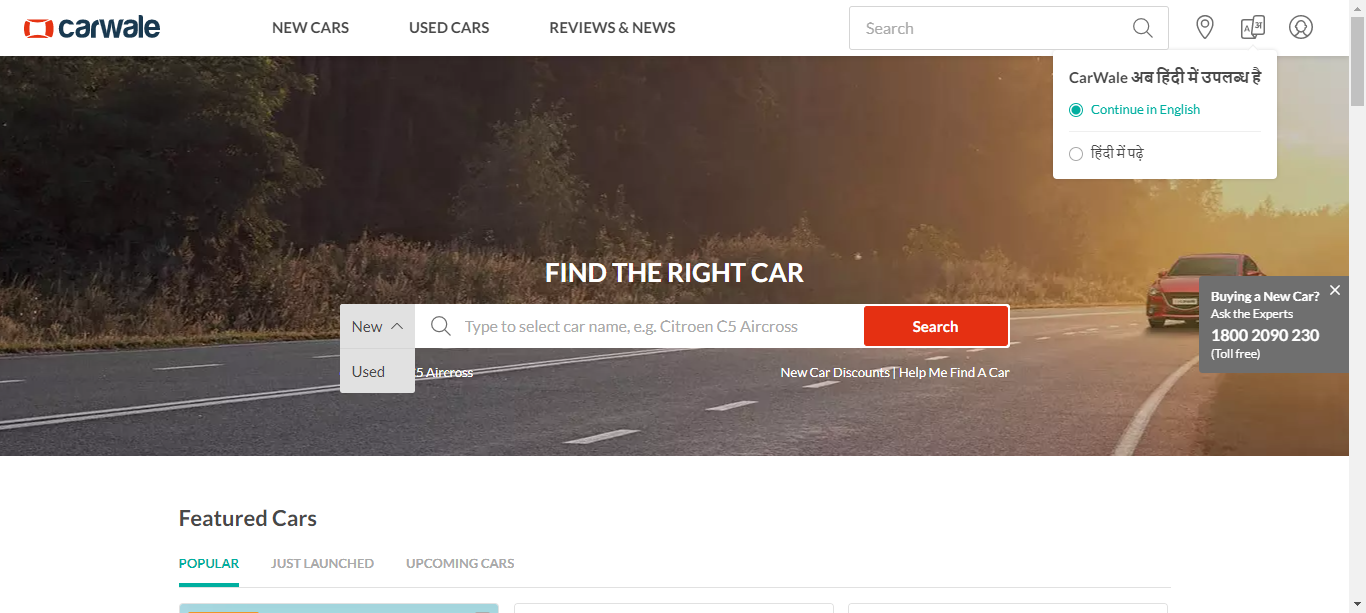 carwale
NEW CARS
USED CARS
REVIEWS & NEWS
Search
A अ
CarWale अब हिंदी में उपलब्ध है
Continue in English
हिंदी में पढ़े
FIND THE RIGHT CAR
New
Type to select car name, e.g. Citroen C5 Aircross
Search
Used
5 Aircross
New Car Discounts | Help Me Find A Car
Buying a New Car?
Ask the Experts
1800 2090 230
(Toll free)
Featured Cars
POPULAR
JUST LAUNCHED
UPCOMING CARS